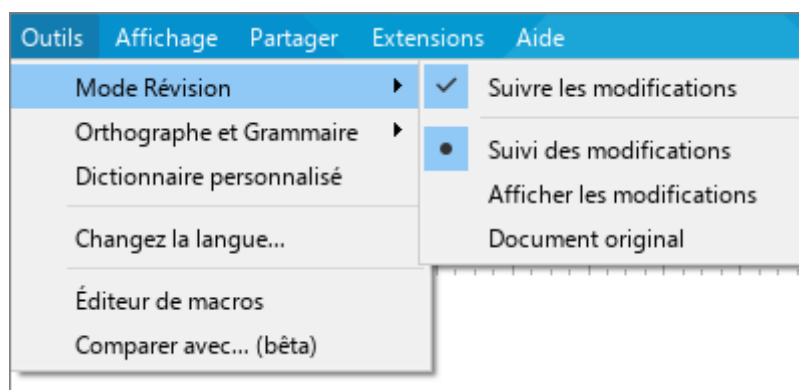 Outils Affichage Partager Extensions Aide
Mode Révision
Orthographe et Grammaire
Dictionnaire personnalisé
Changez la langue...
Éditeur de macros
Comparer avec... (bêta)
Suivre les modifications
Suivi des modifications
Afficher les modifications
Document original